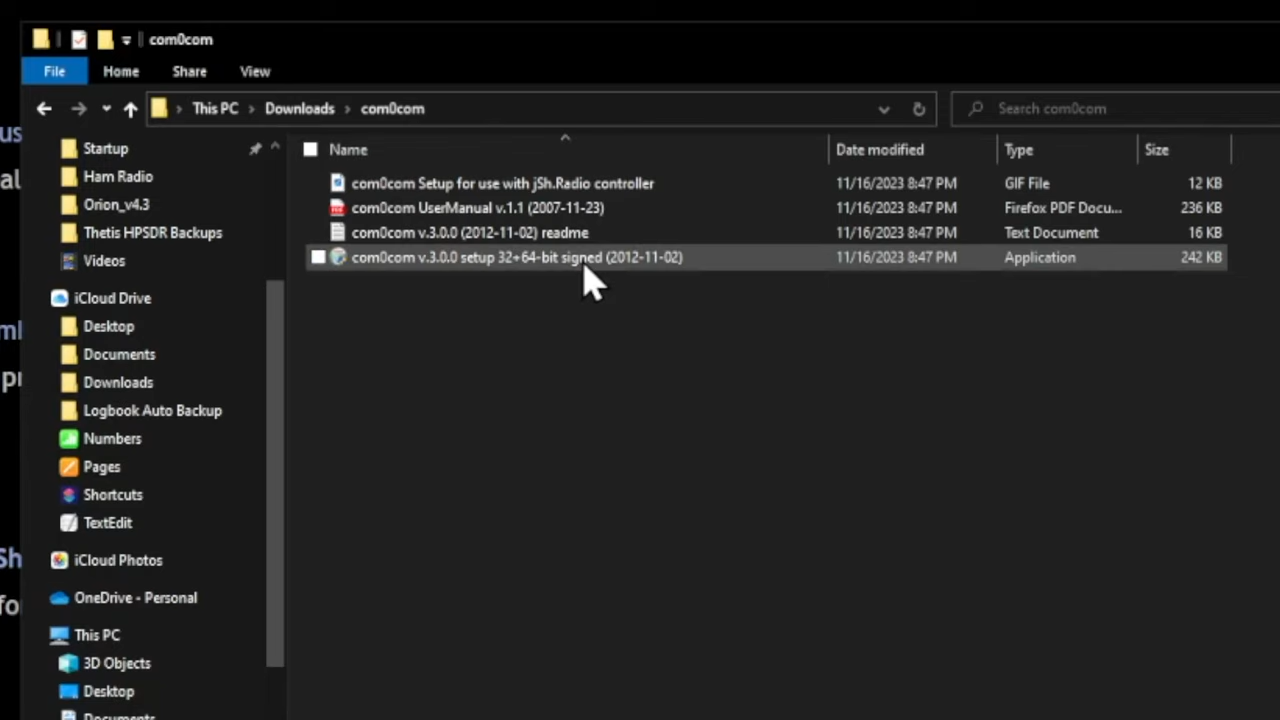 com0com
File Home Share View
This PC Downloads com0com Search com0com
Name Date modified Type Size
com0com Setup for use with jSh.Radio controller 11/16/2023 8:47 PM GIF File 12 KB
com0com UserManual v.1.1 (2007-11-23) 11/16/2023 8:47 PM Firefox PDF Docu... 236 KB
com0com v.3.0.0 (2012-11-02) readme 11/16/2023 8:47 PM Text Document 16 KB
com0com v.3.0.0 setup 32+64-bit signed (2012-11-02) 11/16/2023 8:47 PM Application 242 KB
Startup
Ham Radio
Orion_v4.3
Thetis HPSDR Backups
Videos
iCloud Drive
Desktop
Documents
Downloads
Logbook Auto Backup
Numbers
Pages
Shortcuts
TextEdit
iCloud Photos
OneDrive - Personal
This PC
3D Objects
Desktop
Documents
us
al
pr
Sh
fo